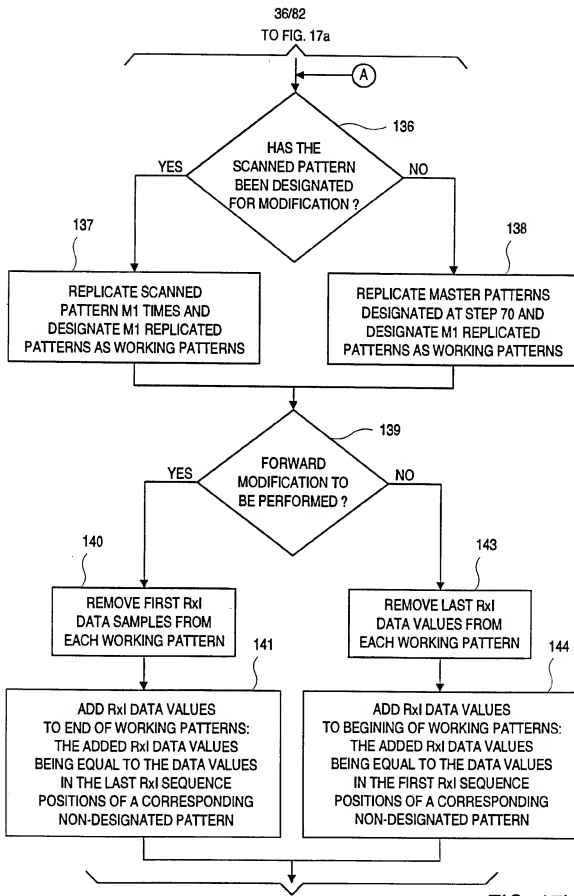 36/82
TO FIG. 17a
A
136
HAS THE
SCANNED PATTERN
BEEN DESIGNATED
FOR MODIFICATION ?
YES
NO
137
REPLICATE SCANNED
PATTERN M1 TIMES AND
DESIGNATE M1 REPLICATED
PATTERNS AS WORKING PATTERNS
138
REPLICATE MASTER PATTERNS
DESIGNATED AT STEP 70 AND
DESIGNATE M1 REPLICATED
PATTERNS AS WORKING PATTERNS
139
FORWARD
MODIFICATION TO
BE PERFORMED ?
YES
NO
140
REMOVE FIRST RxI
DATA SAMPLES FROM
EACH WORKING PATTERN
143
REMOVE LAST RxI
DATA VALUES FROM
EACH WORKING PATTERN
141
ADD RxI DATA VALUES
TO END OF WORKING PATTERNS:
THE ADDED RxI DATA VALUES
BEING EQUAL TO THE DATA VALUES
IN THE LAST RxI SEQUENCE
POSITIONS OF A CORRESPONDING
NON-DESIGNATED PATTERN
144
ADD RxI DATA VALUES
TO BEGINING OF WORKING PATTERNS:
THE ADDED RxI DATA VALUES
BEING EQUAL TO THE DATA VALUES
IN THE FIRST RxI SEQUENCE
POSITIONS OF A CORRESPONDING
NON-DESIGNATED PATTERN